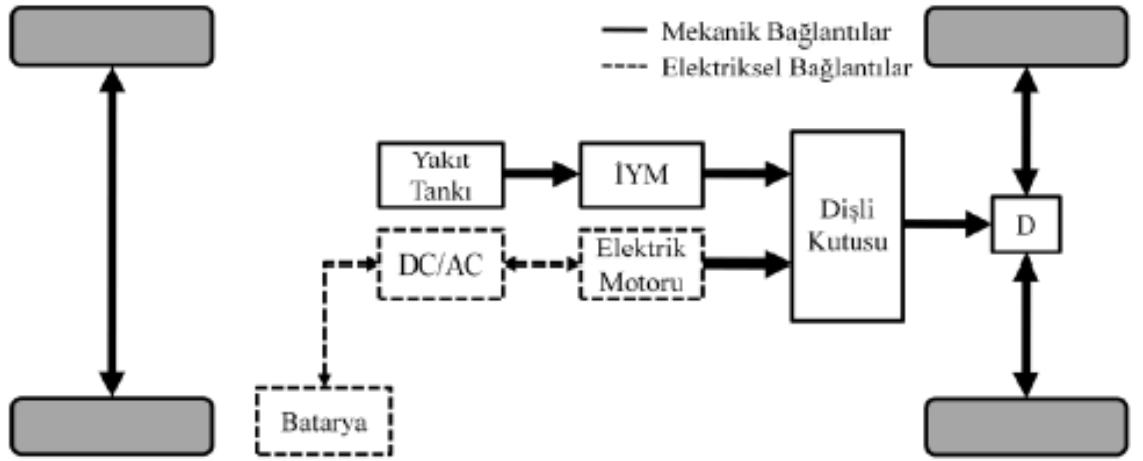 Mekanik Bağlantılar
Elektriksel Bağlantılar
Yakıt
Tankı
İYM
Dişli
Kutusu
D
DC/AC
Elektrik
Motoru
Batarya